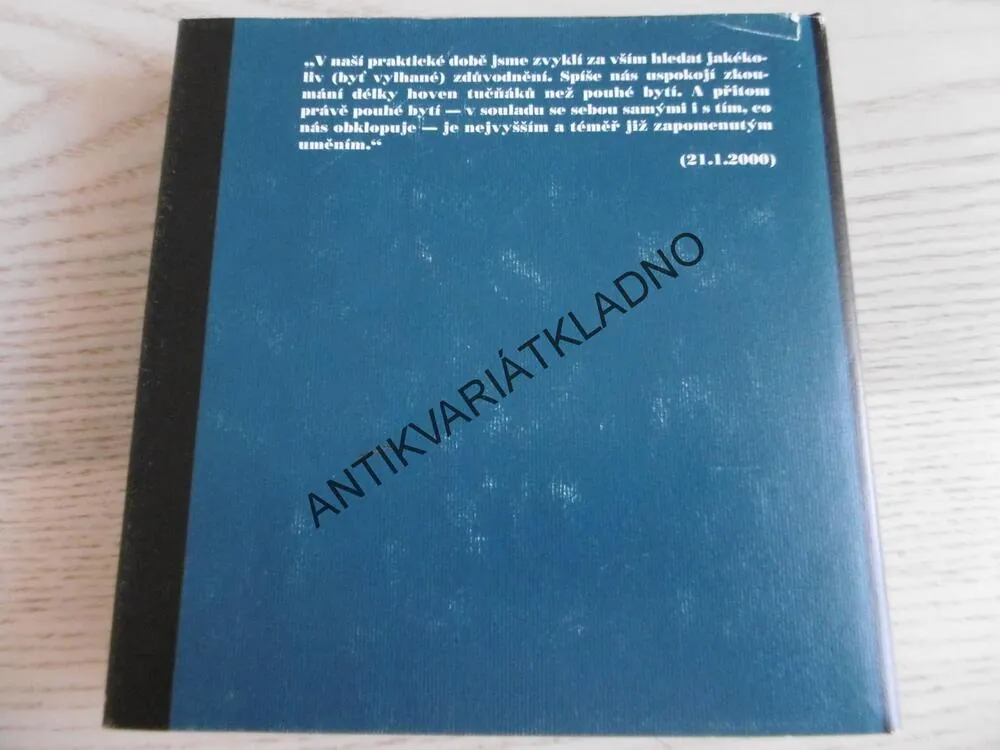 „V naší praktické době jsme zvyklí za vším hledat jakéko-
liv (byť vylhané) zdůvodnění. Spíše nás uspokojí zkou-
mání délky hoven tučňáků než pouhé bytí. A přitom
právě pouhé bytí — v souladu se sebou samými i s tím, co
nás obklopuje — je nejvyšším a téměř již zapomenutým
uměním.“
(21.1.2000)
ANTIKVARIÁTKLADNO